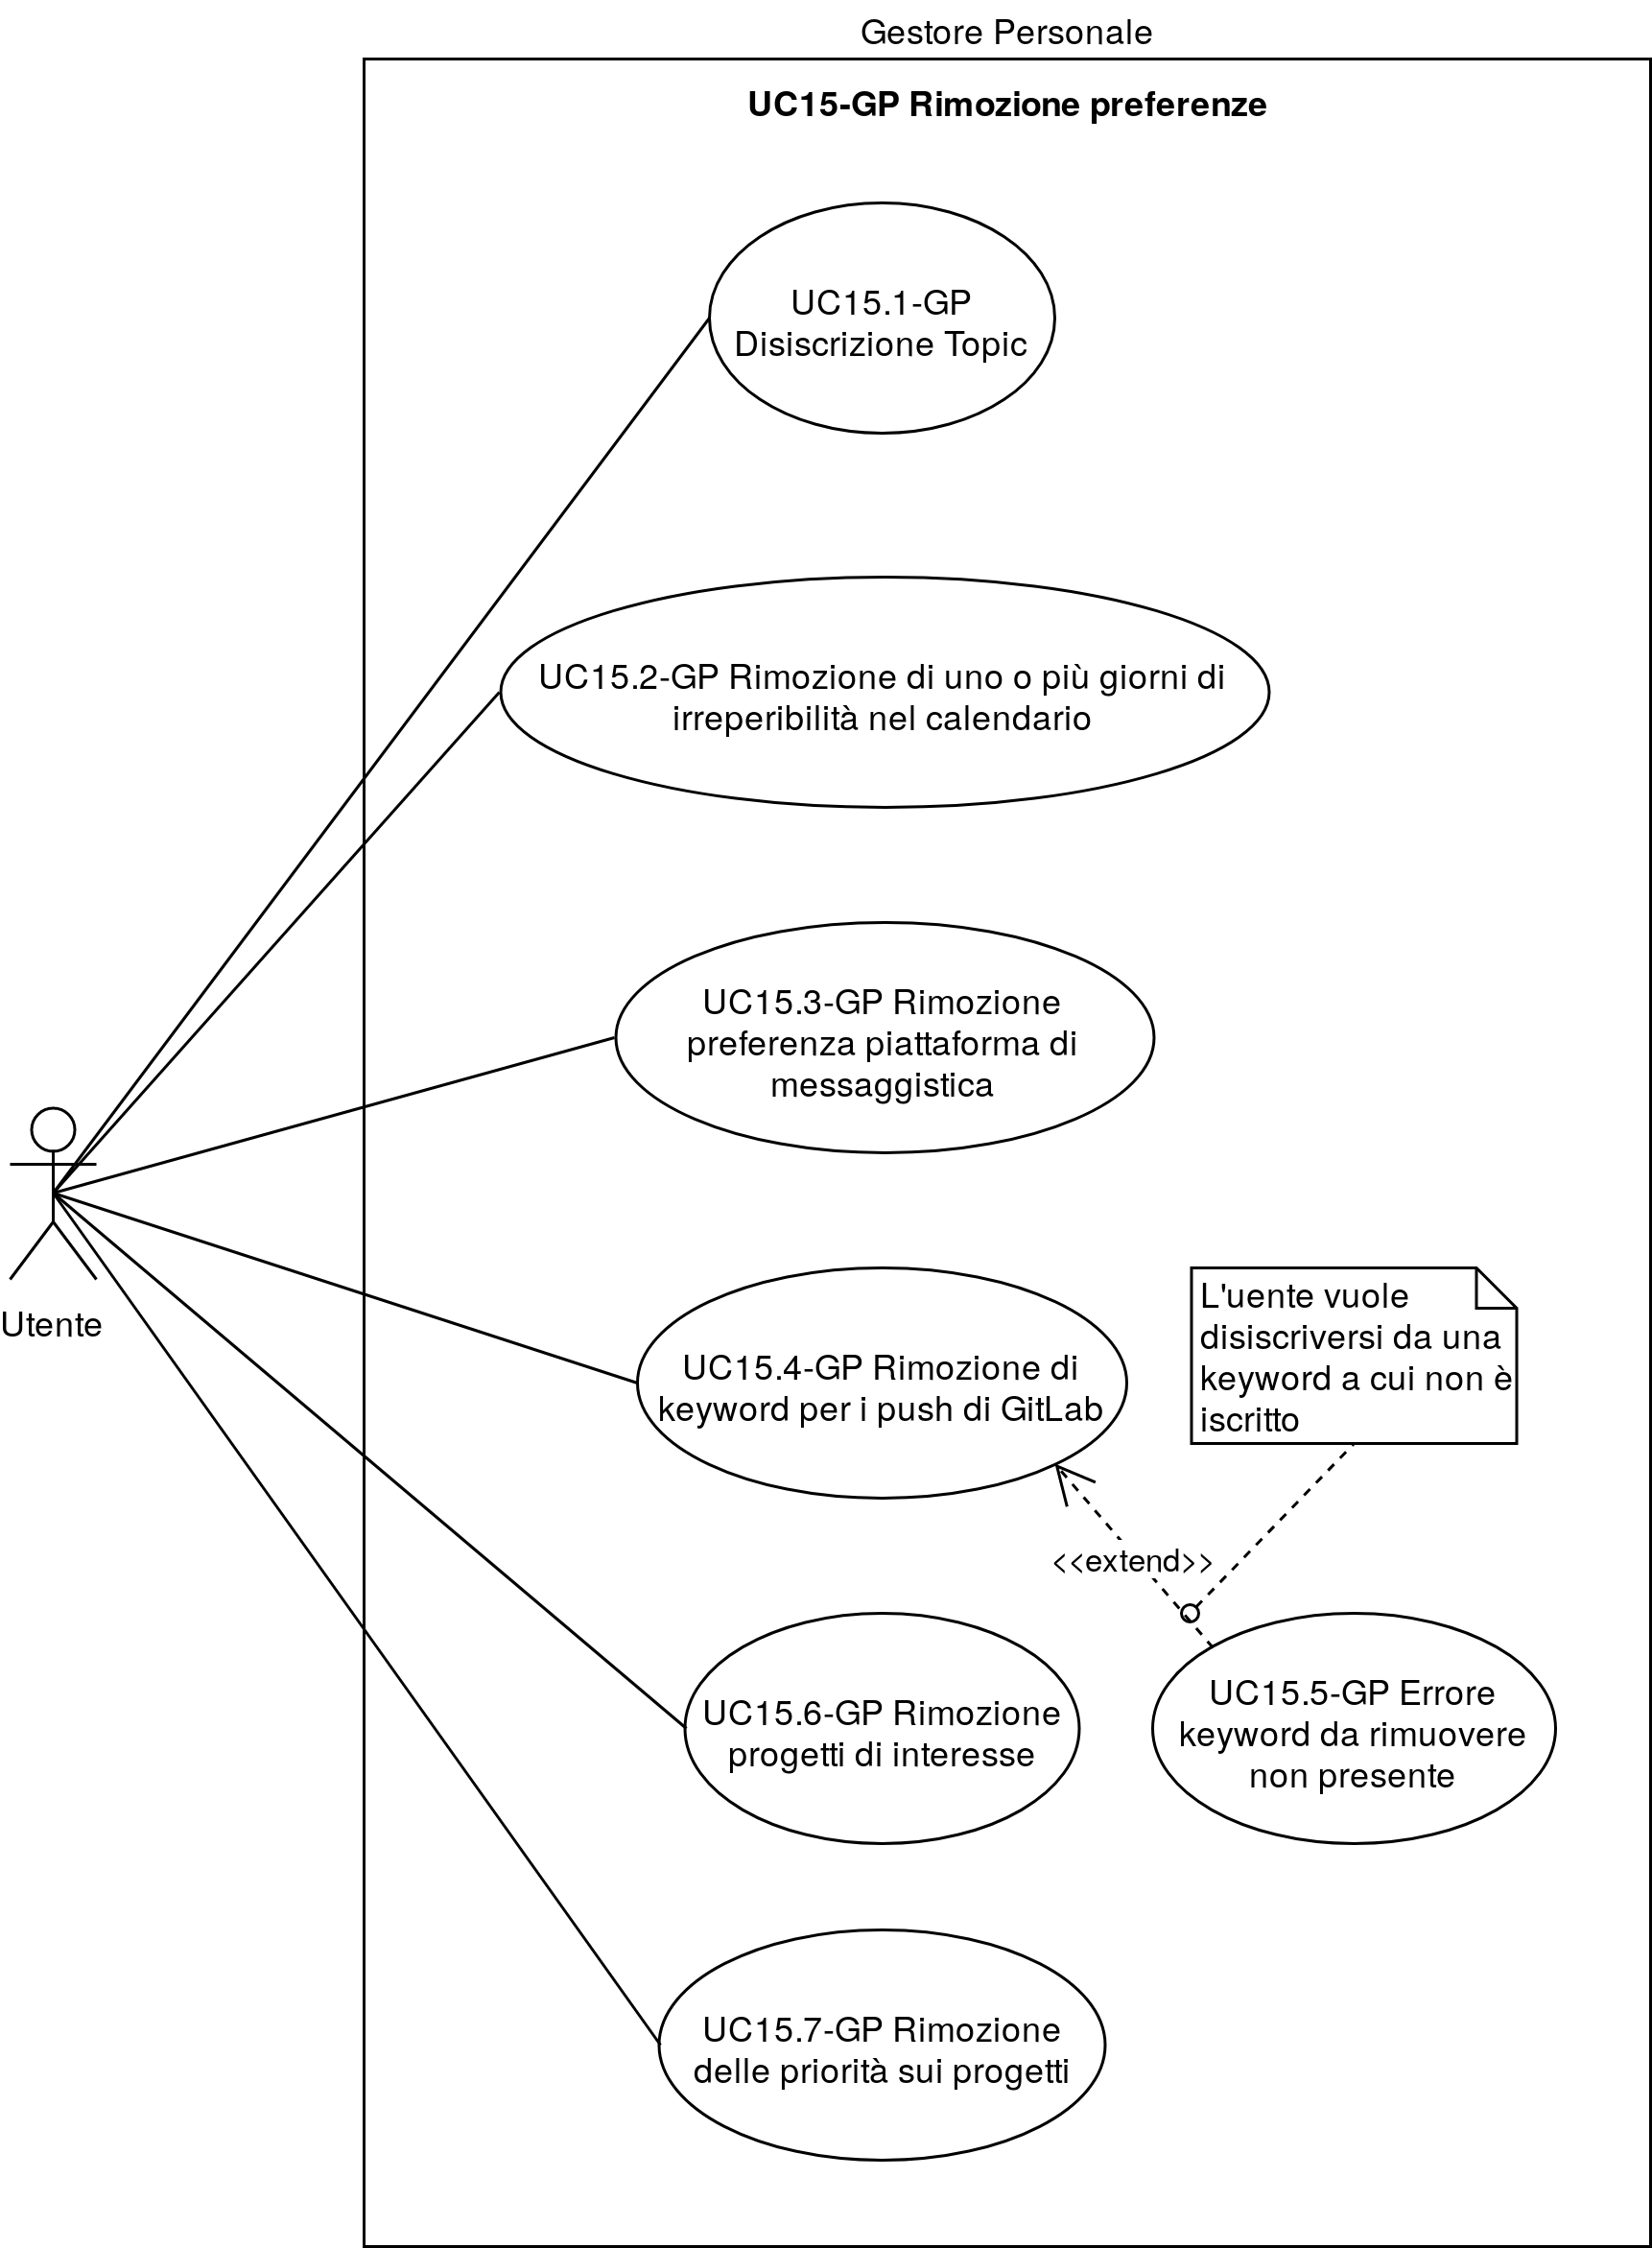 Gestore Personale
UC15-GP Rimozione preferenze
UC15.1-GP
Disiscrizione Topic
UC15.2-GP Rimozione di uno o più giorni di
irreperibilità nel calendario
UC15.3-GP Rimozione
preferenza piattaforma di
messaggistica
Utente
UC15.4-GP Rimozione di
keyword per i push di GitLab
L'uente vuole
disiscriversi da una
keyword a cui non è
iscritto
<<extend>>
UC15.5-GP Errore
keyword da rimuovere
non presente
UC15.6-GP Rimozione
progetti di interesse
UC15.7-GP Rimozione
delle priorità sui progetti